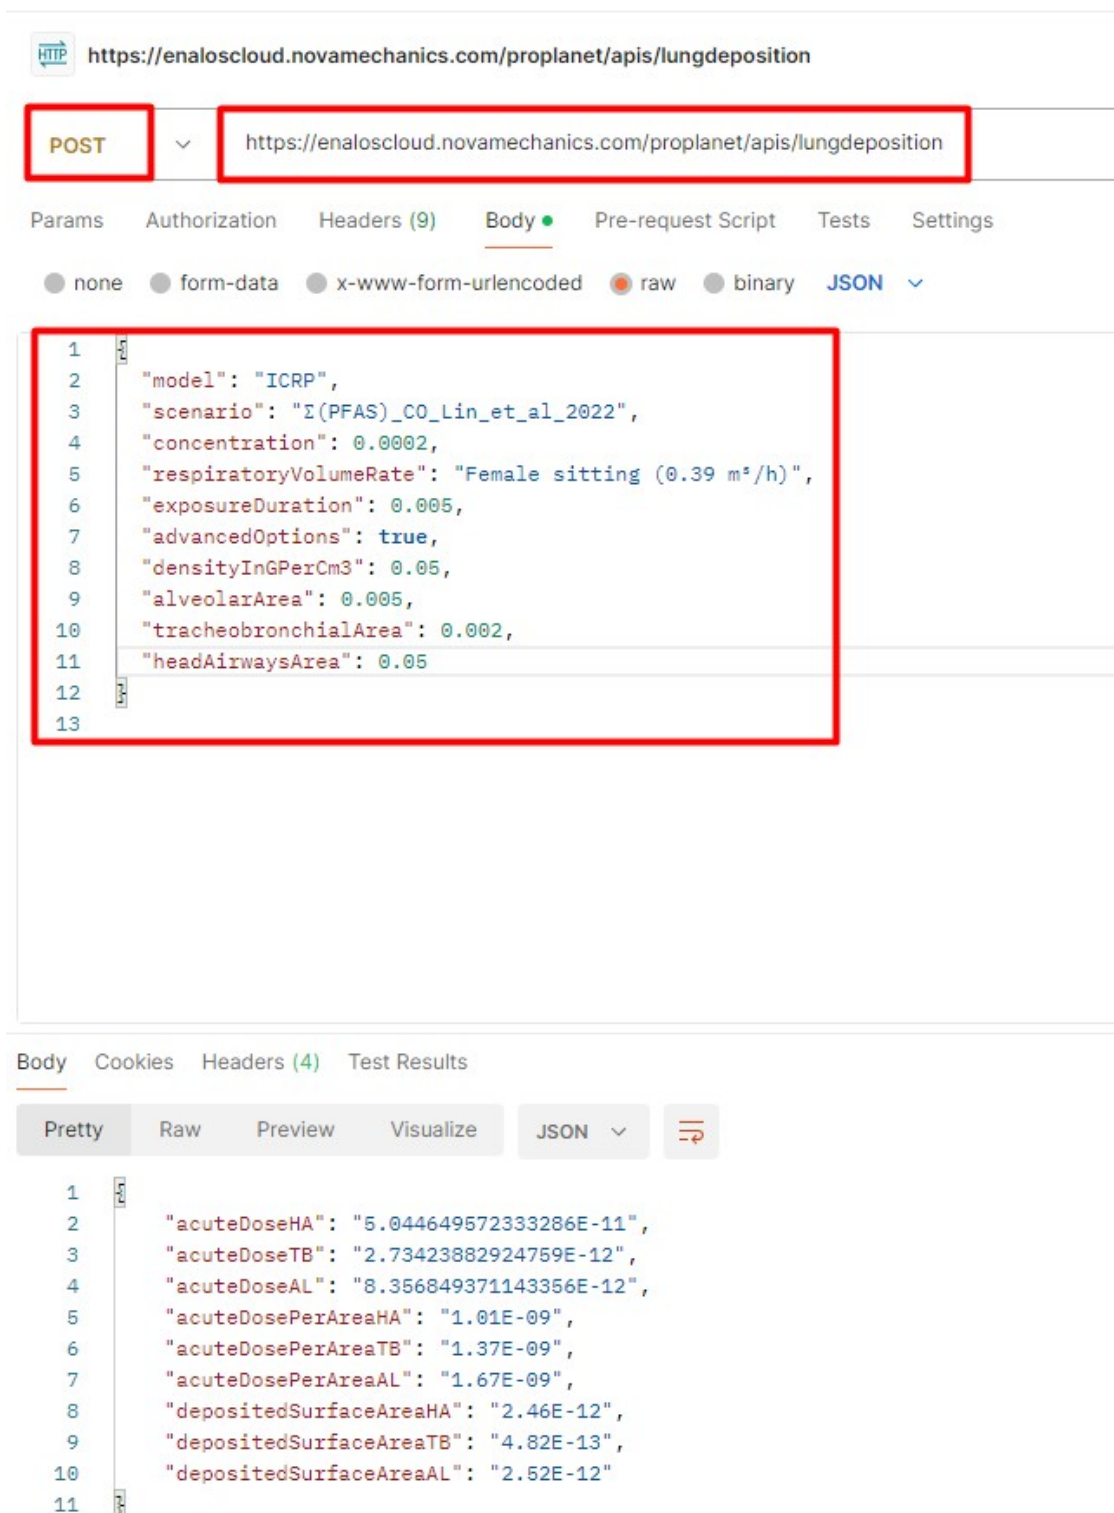 HTTP https://enaloscloud.novamechanics.com/proplanet/apis/lungdeposition
POST https://enaloscloud.novamechanics.com/proplanet/apis/lungdeposition
Params Authorization Headers (9) Body Pre-request Script Tests Settings
none form-data x-www-form-urlencoded raw binary JSON
1 {
2 "model": "ICRP",
3 "scenario": "Σ(PFAS)_CO_Lin_et_al_2022",
4 "concentration": 0.0002,
5 "respiratoryVolumeRate": "Female sitting (0.39 m³/h)",
6 "exposureDuration": 0.005,
7 "advancedOptions": true,
8 "densityInGPerCm3": 0.05,
9 "alveolarArea": 0.005,
10 "tracheobronchialArea": 0.002,
11 "headAirwaysArea": 0.05
12 }
13
Body Cookies Headers (4) Test Results
Pretty Raw Preview Visualize JSON
1 {
2 "acuteDoseHA": "5.044649572333286E-11",
3 "acuteDoseTB": "2.73423882924759E-12",
4 "acuteDoseAL": "8.356849371143356E-12",
5 "acuteDosePerAreaHA": "1.01E-09",
6 "acuteDosePerAreaTB": "1.37E-09",
7 "acuteDosePerAreaAL": "1.67E-09",
8 "depositedSurfaceAreaHA": "2.46E-12",
9 "depositedSurfaceAreaTB": "4.82E-13",
10 "depositedSurfaceAreaAL": "2.52E-12"
11 }